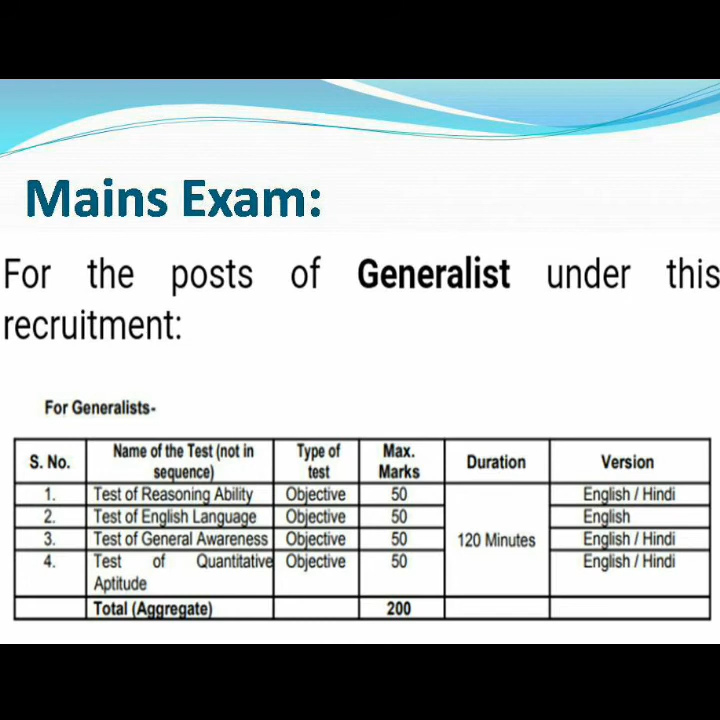 Mains Exam:
For the posts of Generalist under this
recruitment:
For Generalists-
S. No. Name of the Test (not in sequence) Type of test Max. Marks Duration Version
1. Test of Reasoning Ability Objective 50 120 Minutes English / Hindi
2. Test of English Language Objective 50 English
3. Test of General Awareness Objective 50 English / Hindi
4. Test of Quantitative Aptitude Objective 50 English / Hindi
Total (Aggregate) 200